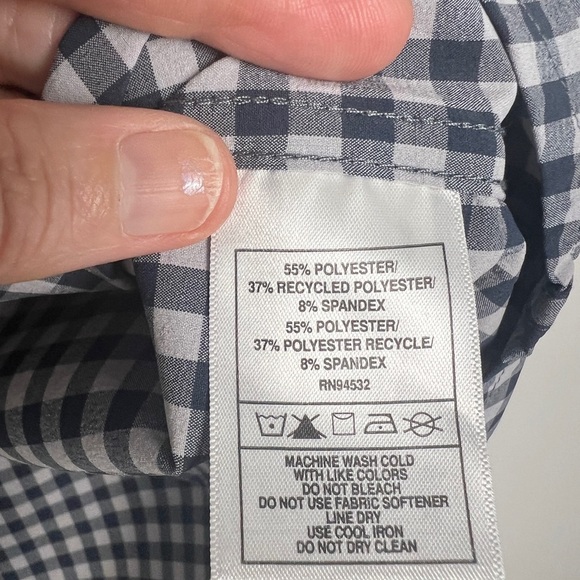 55% POLYESTER/
37% RECYCLED POLYESTER/
8% SPANDEX
55% POLYESTER/
37% POLYESTER RECYCLE/
8% SPANDEX
RN94532
MACHINE WASH COLD
WITH LIKE COLORS
DO NOT BLEACH
DO NOT USE FABRIC SOFTENER
LINE DRY
USE COOL IRON
DO NOT DRY CLEAN